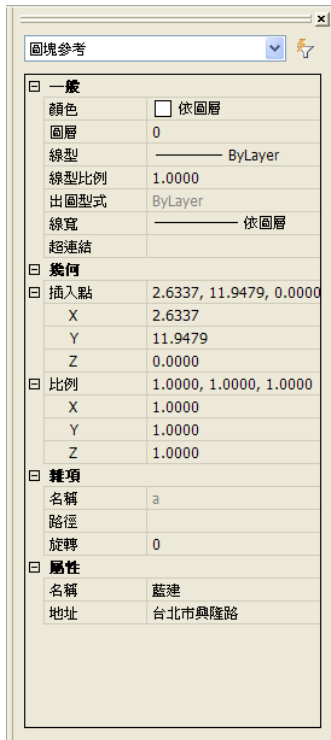 圖塊參考
一般
顏色 依圖層
圖層 0
線型 ByLayer
線型比例 1.0000
出圖型式 ByLayer
線寬 依圖層
超連結
幾何
插入點 2.6337, 11.9479, 0.0000
X 2.6337
Y 11.9479
Z 0.0000
比例 1.0000, 1.0000, 1.0000
X 1.0000
Y 1.0000
Z 1.0000
雜項
名稱 a
路徑
旋轉 0
屬性
名稱 藍建
地址 台北市興隆路